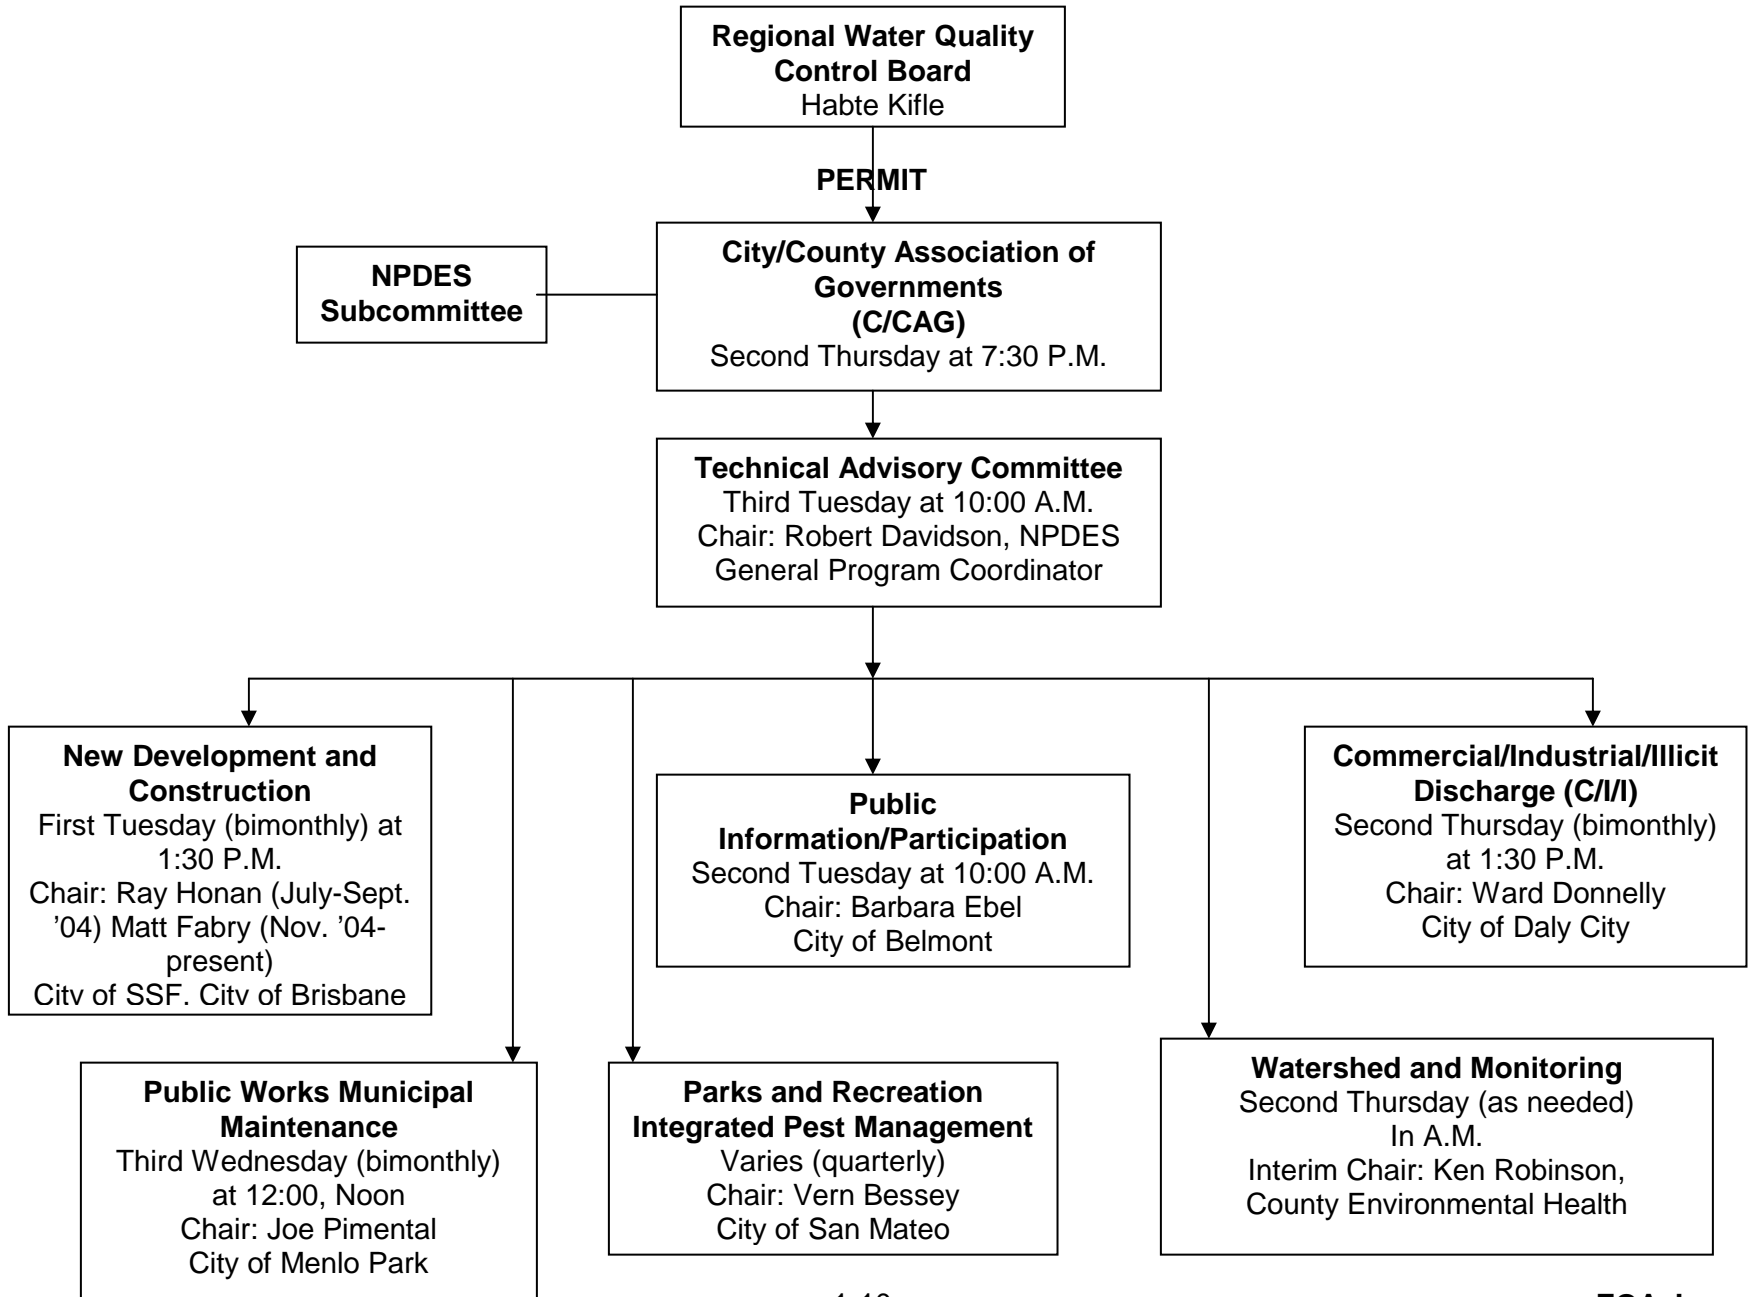 Regional Water Quality
Control Board
Habte Kifle
PERMIT
City/County Association of
Governments
(C/CAG)
Second Thursday at 7:30 P.M.
NPDES
Subcommittee
Technical Advisory Committee
Third Tuesday at 10:00 A.M.
Chair: Robert Davidson, NPDES
General Program Coordinator
New Development and
Construction
First Tuesday (bimonthly) at
1:30 P.M.
Chair: Ray Honan (July-Sept.
’04) Matt Fabry (Nov. ’04-
present)
City of SSF, City of Brisbane
Public
Information/Participation
Second Tuesday at 10:00 A.M.
Chair: Barbara Ebel
City of Belmont
Commercial/Industrial/Illicit
Discharge (C/I/I)
Second Thursday (bimonthly)
at 1:30 P.M.
Chair: Ward Donnelly
City of Daly City
Public Works Municipal
Maintenance
Third Wednesday (bimonthly)
at 12:00, Noon
Chair: Joe Pimental
City of Menlo Park
Parks and Recreation
Integrated Pest Management
Varies (quarterly)
Chair: Vern Bessey
City of San Mateo
Watershed and Monitoring
Second Thursday (as needed)
In A.M.
Interim Chair: Ken Robinson,
County Environmental Health